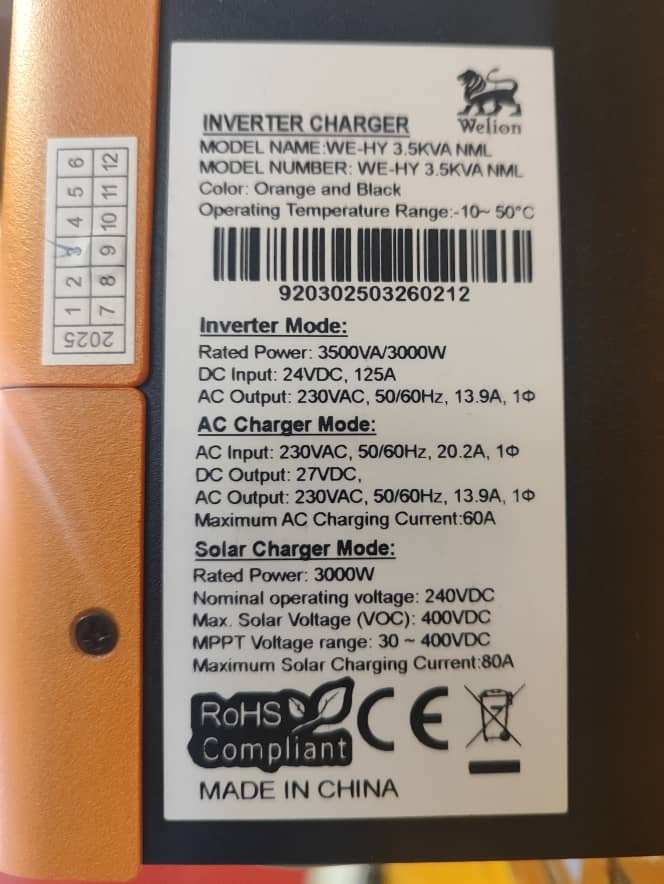 Welion
INVERTER CHARGER
MODEL NAME:WE-HY 3.5KVA NML
MODEL NUMBER: WE-HY 3.5KVA NML
Color: Orange and Black
Operating Temperature Range:-10~ 50°C
920302503260212
Inverter Mode:
Rated Power: 3500VA/3000W
DC Input: 24VDC, 125A
AC Output: 230VAC, 50/60Hz, 13.9A, 1Φ
AC Charger Mode:
AC Input: 230VAC, 50/60Hz, 20.2A, 1Φ
DC Output: 27VDC,
AC Output: 230VAC, 50/60Hz, 13.9A, 1Φ
Maximum AC Charging Current:60A
Solar Charger Mode:
Rated Power: 3000W
Nominal operating voltage: 240VDC
Max. Solar Voltage (VOC): 400VDC
MPPT Voltage range: 30 ~ 400VDC
Maximum Solar Charging Current:80A
RoHS
Compliant
CE
MADE IN CHINA
2025
1 2 3 4 5 6
7 8 9 10 11 12